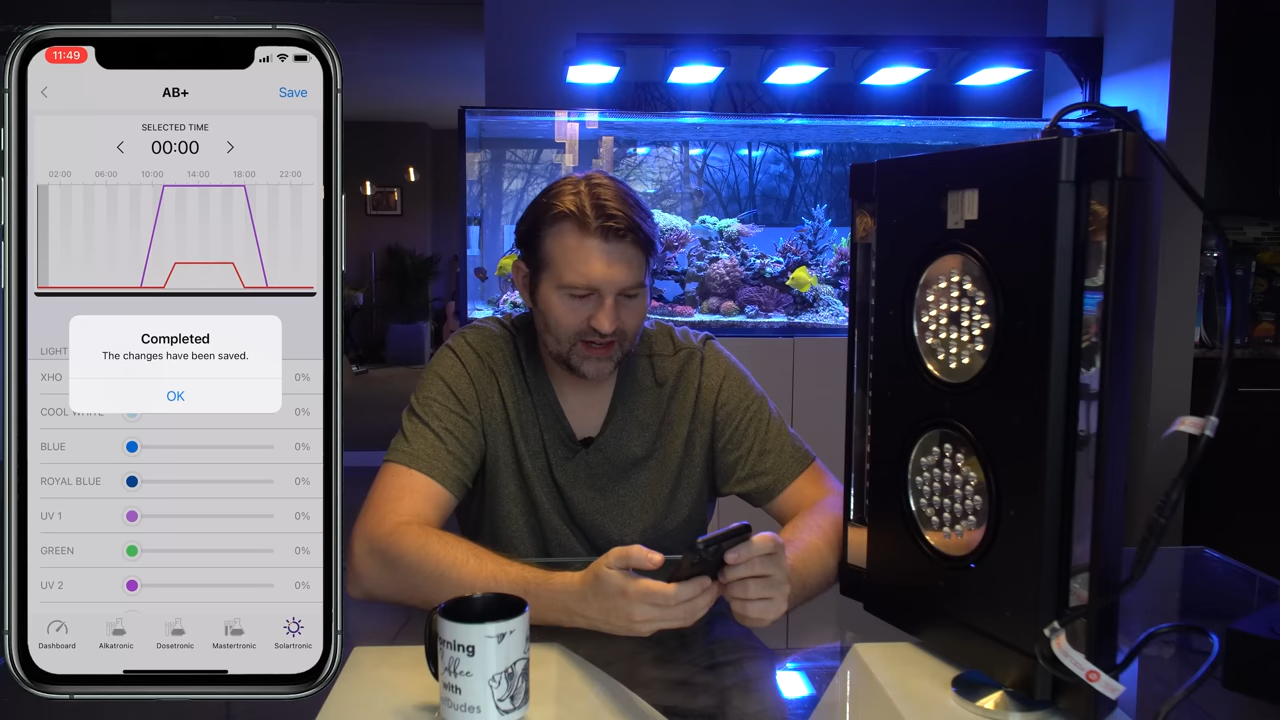 11:49
AB+
Save
SELECTED TIME
00:00
02:00 06:00 10:00 14:00 18:00 22:00
Completed
The changes have been saved.
OK
LIGHT
XHO 0%
COOL WHITE 0%
BLUE 0%
ROYAL BLUE 0%
UV 1 0%
GREEN 0%
UV 2 0%
Dashboard
Alkatronic
Dosetronic
Mastertronic
Solartronic
orning
Coffee
with
Dudes